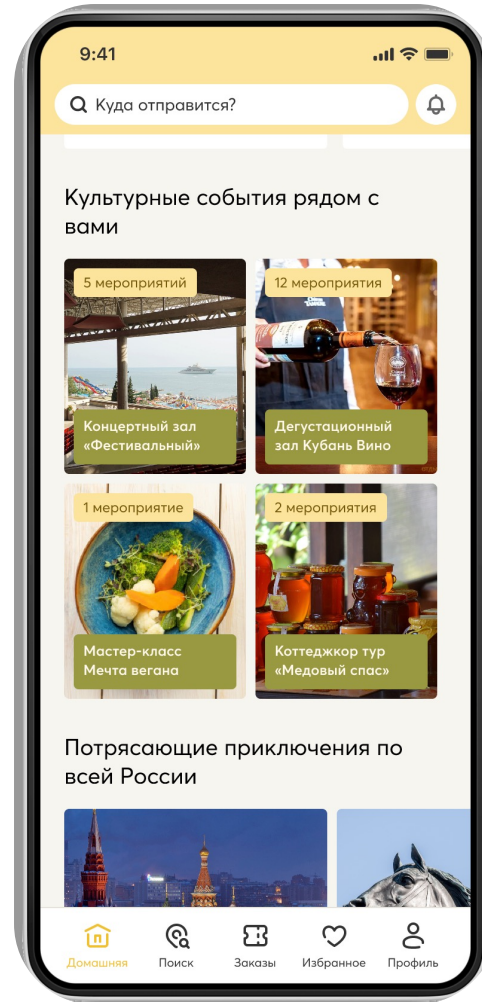 9:41
Куда отправится?
Культурные события рядом с
вами
5 мероприятий
12 мероприятия
Концертный зал
«Фестивальный»
Дегустационный
зал Кубань Вино
1 мероприятие
2 мероприятия
Мастер-класс
Мечта вегана
Коттеджкор тур
«Медовый спас»
Потрясающие приключения по
всей России
Домашняя
Поиск
Заказы
Избранное
Профиль